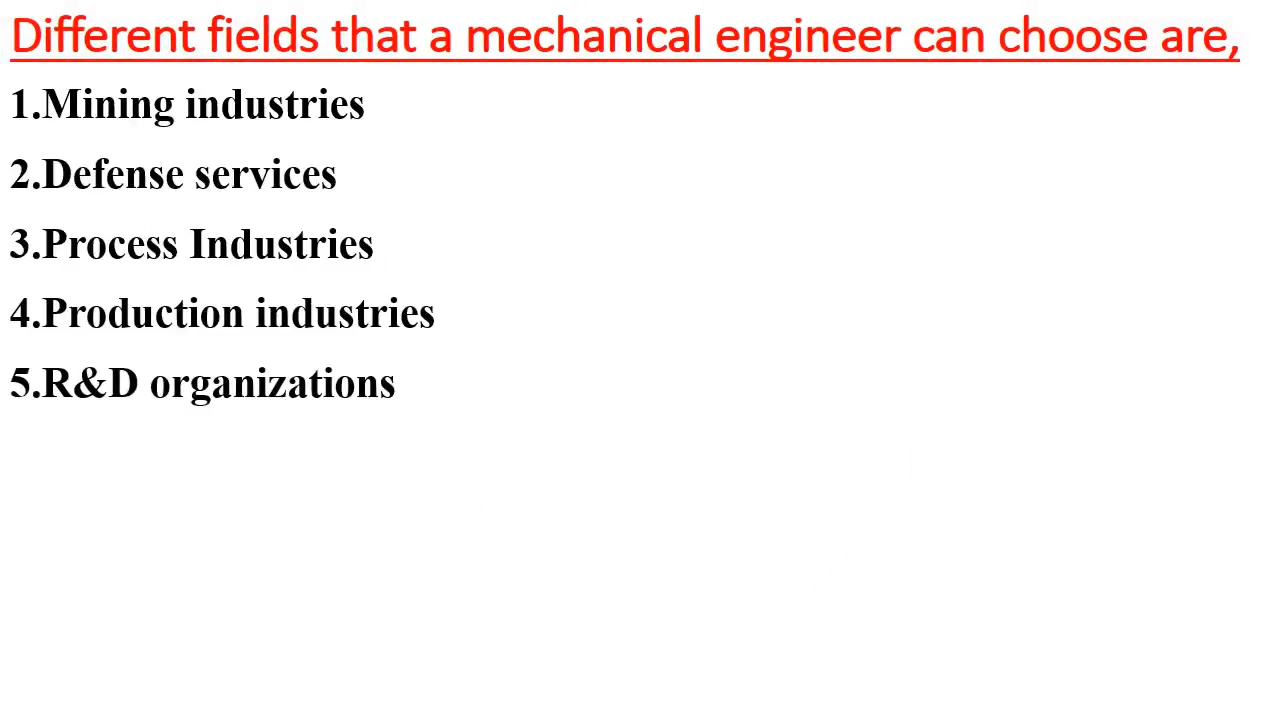 Different fields that a mechanical engineer can choose are,
1.Mining industries
2.Defense services
3.Process Industries
4.Production industries
5.R&D organizations